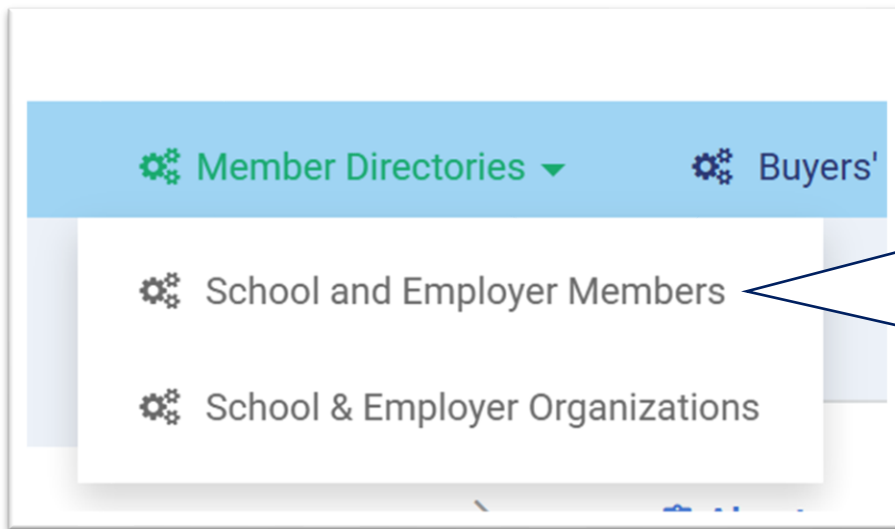 Member Directories Buyers'
School and Employer Members
School & Employer Organizations